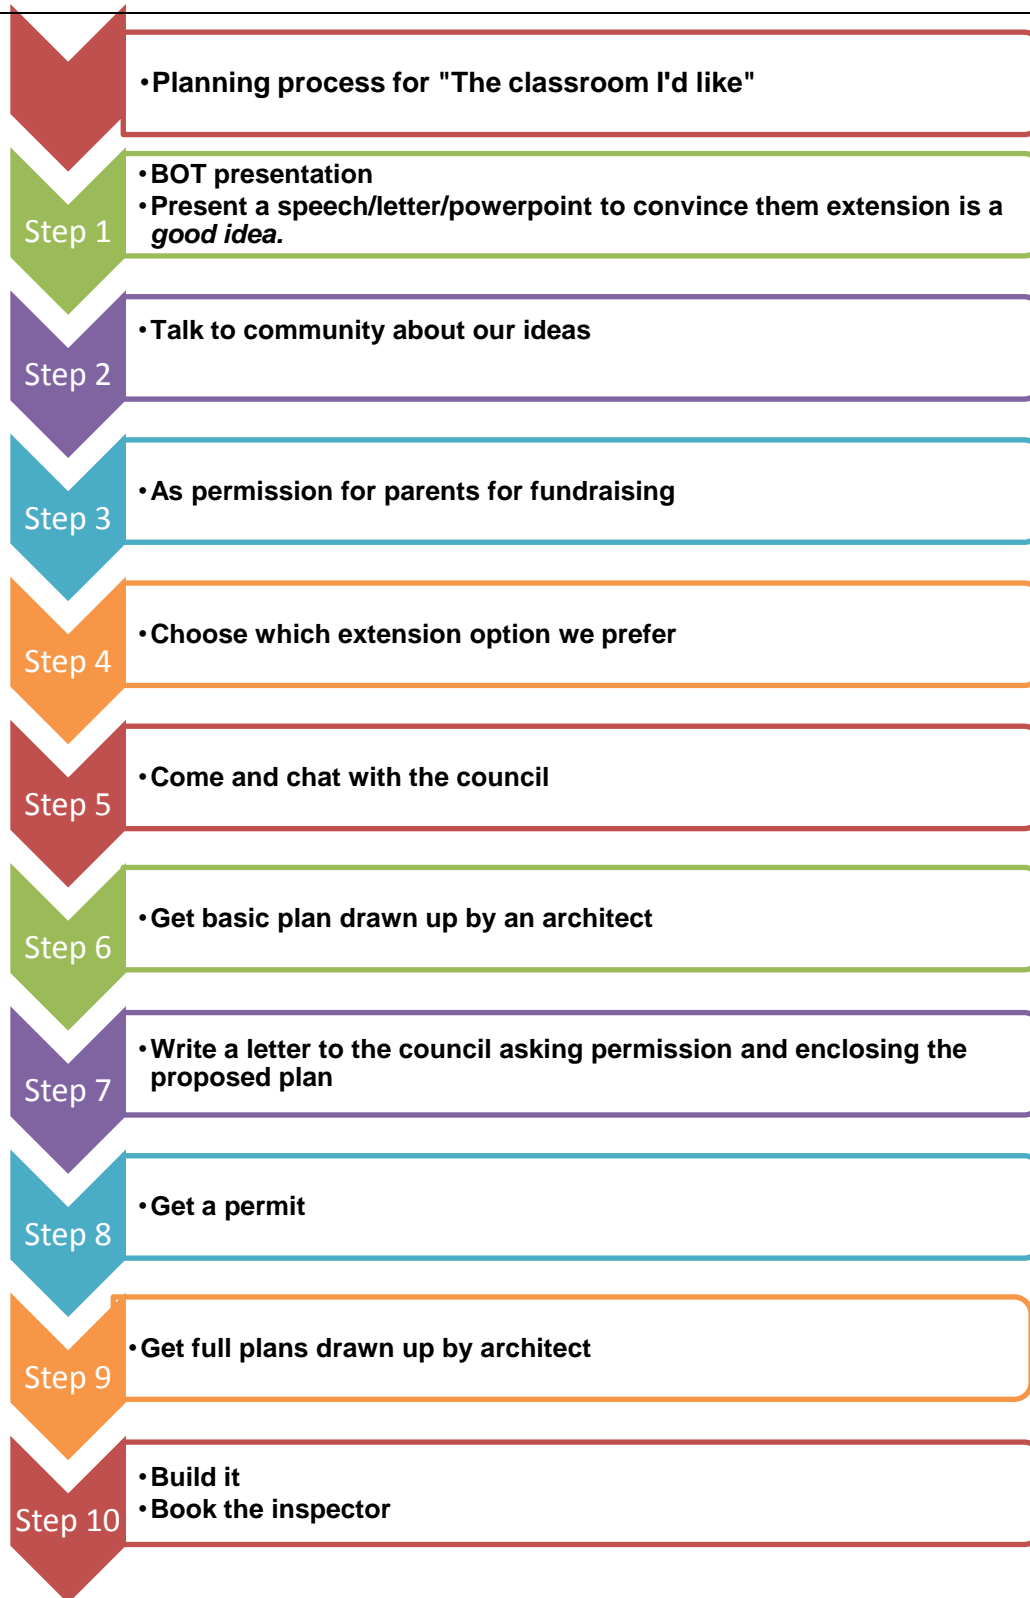 •Planning process for "The classroom I'd like"
Step 1
•BOT presentation
•Present a speech/letter/powerpoint to convince them extension is a
good idea.
Step 2
•Talk to community about our ideas
Step 3
•As permission for parents for fundraising
Step 4
•Choose which extension option we prefer
Step 5
•Come and chat with the council
Step 6
•Get basic plan drawn up by an architect
Step 7
•Write a letter to the council asking permission and enclosing the
proposed plan
Step 8
•Get a permit
Step 9
•Get full plans drawn up by architect
Step 10
•Build it
•Book the inspector